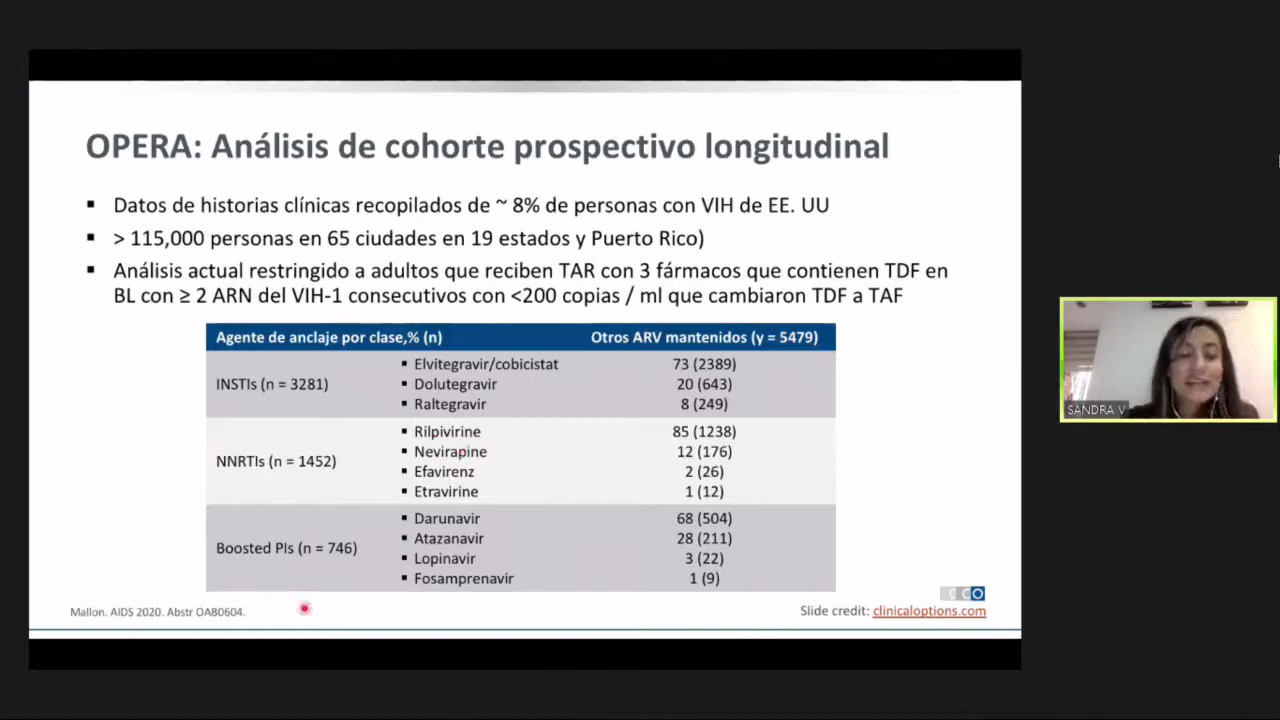 OPERA: Análisis de cohorte prospectivo longitudinal
▪ Datos de historias clínicas recopilados de ~ 8% de personas con VIH de EE. UU
▪ > 115,000 personas en 65 ciudades en 19 estados y Puerto Rico)
▪ Análisis actual restringido a adultos que reciben TAR con 3 fármacos que contienen TDF en
BL con ≥ 2 ARN del VIH-1 consecutivos con <200 copias / ml que cambiaron TDF a TAF
Agente de anclaje por clase,% (n) Otros ARV mantenidos (y = 5479)
INSTIs (n = 3281)
▪ Elvitegravir/cobicistat 73 (2389)
▪ Dolutegravir 20 (643)
▪ Raltegravir 8 (249)
NNRTIs (n = 1452)
▪ Rilpivirine 85 (1238)
▪ Nevirapine 12 (176)
▪ Efavirenz 2 (26)
▪ Etravirine 1 (12)
Boosted PIs (n = 746)
▪ Darunavir 68 (504)
▪ Atazanavir 28 (211)
▪ Lopinavir 3 (22)
▪ Fosamprenavir 1 (9)
CCO
Mallon. AIDS 2020. Abstr OAB0604.
Slide credit: clinicaloptions.com
SANDRA V